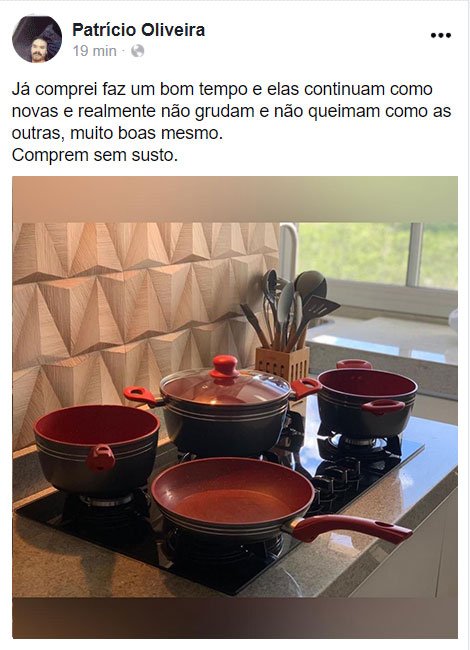 Patrício Oliveira
19 min ·
Já comprei faz um bom tempo e elas continuam como
novas e realmente não grudam e não queimam como as
outras, muito boas mesmo.
Comprem sem susto.